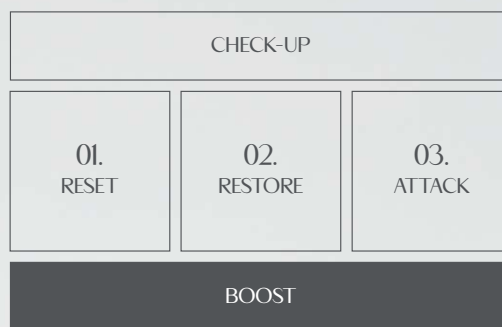 CHECK-UP
01.
RESET
02.
RESTORE
03.
ATTACK
BOOST